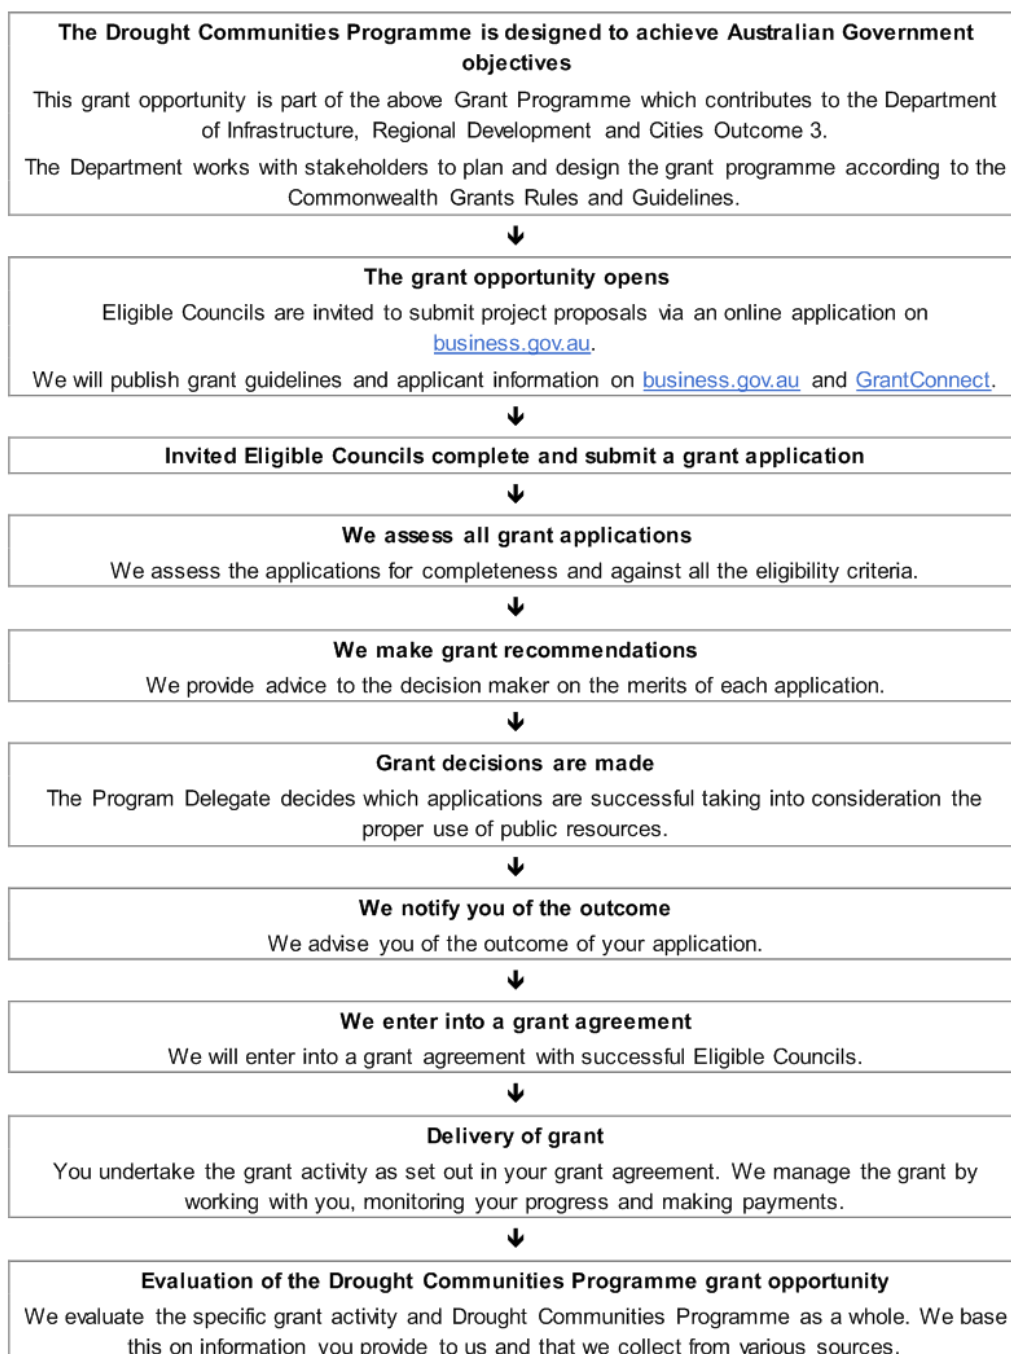 The Drought Communities Programme is designed to achieve Australian Government
objectives
This grant opportunity is part of the above Grant Programme which contributes to the Department
of Infrastructure, Regional Development and Cities Outcome 3.
The Department works with stakeholders to plan and design the grant programme according to the
Commonwealth Grants Rules and Guidelines.
The grant opportunity opens
Eligible Councils are invited to submit project proposals via an online application on
business.gov.au.
We will publish grant guidelines and applicant information on business.gov.au and GrantConnect.
Invited Eligible Councils complete and submit a grant application
We assess all grant applications
We assess the applications for completeness and against all the eligibility criteria.
We make grant recommendations
We provide advice to the decision maker on the merits of each application.
Grant decisions are made
The Program Delegate decides which applications are successful taking into consideration the
proper use of public resources.
We notify you of the outcome
We advise you of the outcome of your application.
We enter into a grant agreement
We will enter into a grant agreement with successful Eligible Councils.
Delivery of grant
You undertake the grant activity as set out in your grant agreement. We manage the grant by
working with you, monitoring your progress and making payments.
Evaluation of the Drought Communities Programme grant opportunity
We evaluate the specific grant activity and Drought Communities Programme as a whole. We base
this on information you provide to us and that we collect from various sources.